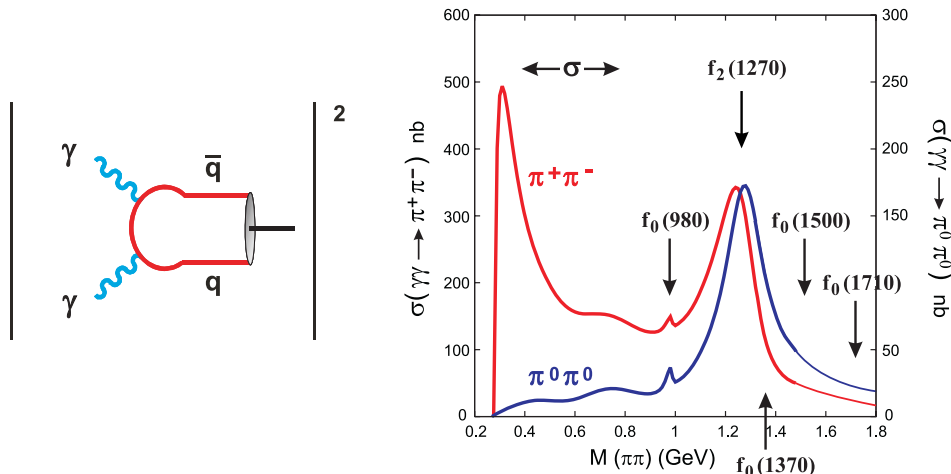 2
γ
q̅
q
γ
σ(γγ → π⁺π⁻) nb
600
500
400
300
200
100
0
σ
f₂(1270)
π⁺π⁻
f₀(980)
f₀(1500)
f₀(1710)
π⁰π⁰
f₀(1370)
0.2
0.4
0.6
0.8
1
1.2
1.4
1.6
1.8
M (ππ) (GeV)
300
250
200
150
100
50
0
σ(γγ → π⁰π⁰) nb